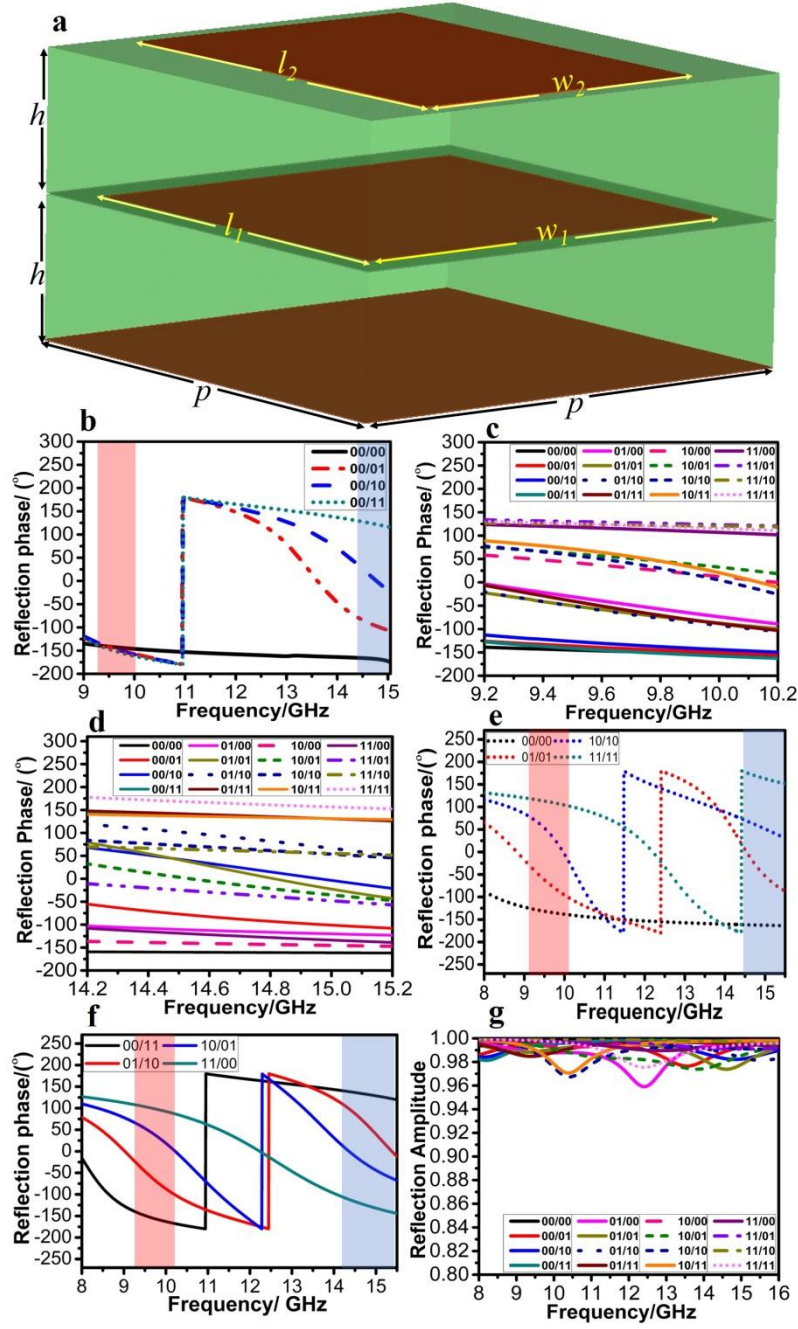 a
l2
w2
h
l1
w1
h
p
p
b
300
250
200
150
100
50
0
-50
-100
-150
-200
Reflection phase/ (°)
00/00
00/01
00/10
00/11
9 10 11 12 13 14 15
Frequency/GHz
c
300
250
200
150
100
50
0
-50
-100
-150
-200
Reflection Phase/ (°)
00/00 01/00 10/00 11/00
00/01 01/01 10/01 11/01
00/10 01/10 10/10 11/10
00/11 01/11 10/11 11/11
9.2 9.4 9.6 9.8 10.0 10.2
Frequency/GHz
d
300
250
200
150
100
50
0
-50
-100
-150
-200
Reflection Phase/ (°)
00/00 01/00 10/00 11/00
00/01 01/01 10/01 11/01
00/10 01/10 10/10 11/10
00/11 01/11 10/11 11/11
14.2 14.4 14.6 14.8 15.0 15.2
Frequency/GHz
e
250
200
150
100
50
0
-50
-100
-150
-200
-250
Reflection phase/ (°)
00/00 10/10
01/01 11/11
8 9 10 11 12 13 14 15
Frequency/GHz
f
250
200
150
100
50
0
-50
-100
-150
-200
-250
Reflection phase/(°)
00/11 10/01
01/10 11/00
8 9 10 11 12 13 14 15
Frequency/ GHz
g
1.00
0.98
0.96
0.94
0.92
0.90
0.88
0.86
0.84
0.82
0.80
Reflection Amplitude
00/00 01/00 10/00 11/00
00/01 01/01 10/01 11/01
00/10 01/10 10/10 11/10
00/11 01/11 10/11 11/11
8 9 10 11 12 13 14 15 16
Frequency/GHz